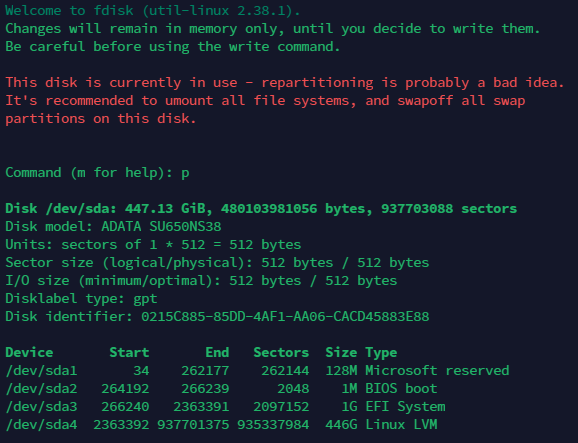 Welcome to fdisk (util-linux 2.38.1).
Changes will remain in memory only, until you decide to write them.
Be careful before using the write command.

This disk is currently in use - repartitioning is probably a bad idea.
It's recommended to umount all file systems, and swapoff all swap
partitions on this disk.

Command (m for help): p

Disk /dev/sda: 447.13 GiB, 480103981056 bytes, 937703088 sectors
Disk model: ADATA SU650NS38
Units: sectors of 1 * 512 = 512 bytes
Sector size (logical/physical): 512 bytes / 512 bytes
I/O size (minimum/optimal): 512 bytes / 512 bytes
Disklabel type: gpt
Disk identifier: 0215C885-85DD-4AF1-AA06-CACD45883E88

Device       Start       End   Sectors  Size Type
/dev/sda1       34    262177    262144  128M Microsoft reserved
/dev/sda2   264192    266239      2048    1M BIOS boot
/dev/sda3   266240   2363391   2097152    1G EFI System
/dev/sda4  2363392 937701375 935337984  446G Linux LVM